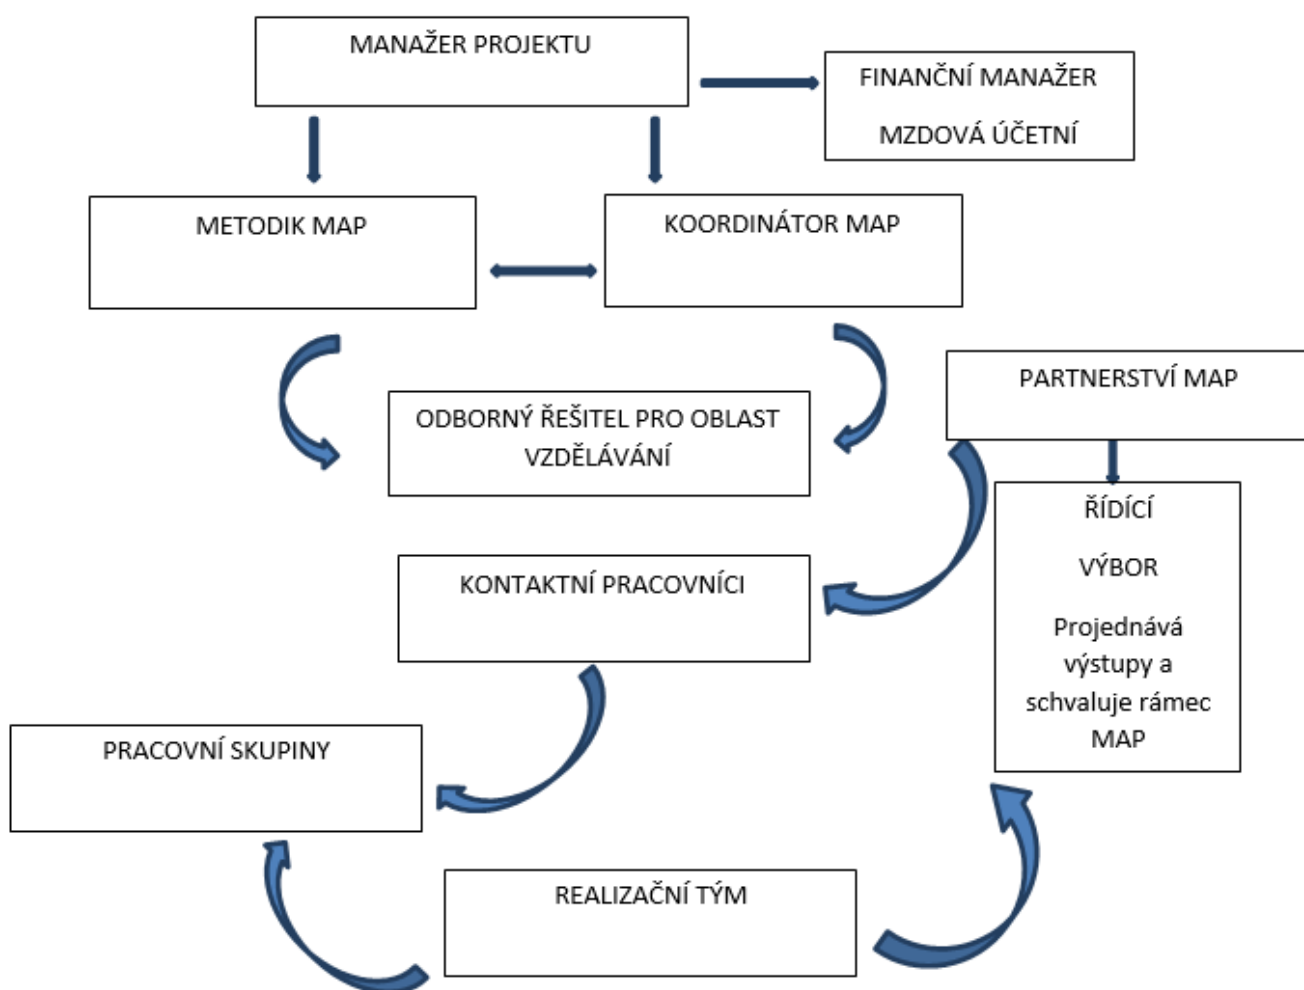 MANAŽER PROJEKTU
FINANČNÍ MANAŽER
MZDOVÁ ÚČETNÍ
METODIK MAP
KOORDINÁTOR MAP
PARTNERSTVÍ MAP
ODBORNÝ ŘEŠITEL PRO OBLAST
VZDĚLÁVÁNÍ
ŘÍDÍCÍ
VÝBOR
Projednává
výstupy a
schvaluje rámec
MAP
KONTAKTNÍ PRACOVNÍCI
PRACOVNÍ SKUPINY
REALIZAČNÍ TÝM